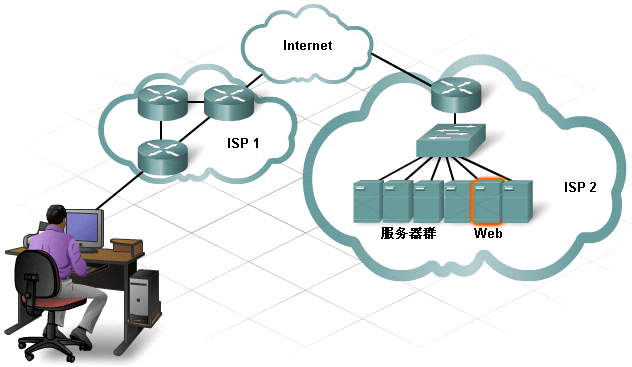 Internet
ISP 1
ISP 2
服务器群
Web